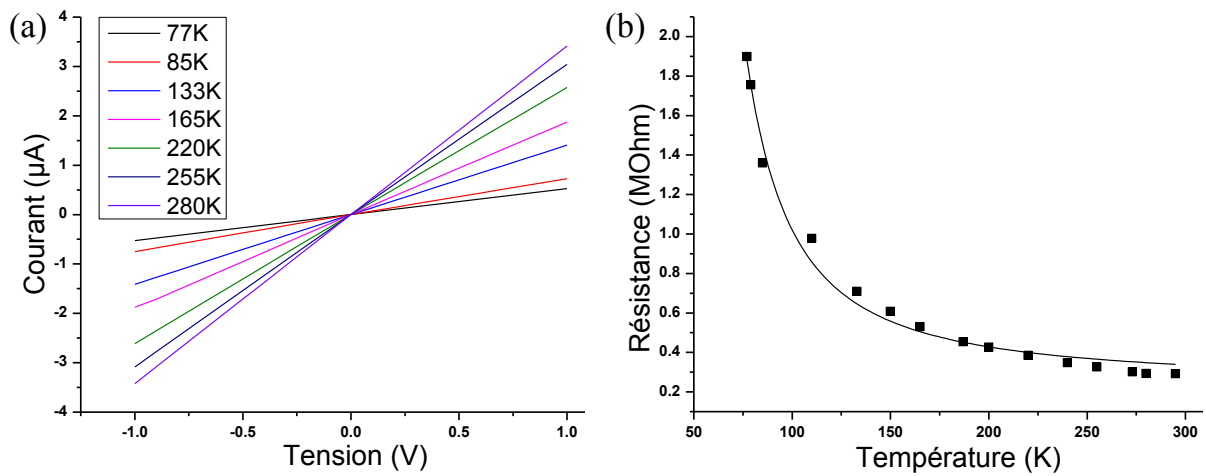 (a)
Courant (µA)
4
3
2
1
0
-1
-2
-3
-4
77K
85K
133K
165K
220K
255K
280K
-1.0
-0.5
0.0
0.5
1.0
Tension (V)
(b)
Résistance (MOhm)
2.0
1.8
1.6
1.4
1.2
1.0
0.8
0.6
0.4
0.2
50
100
150
200
250
300
Température (K)